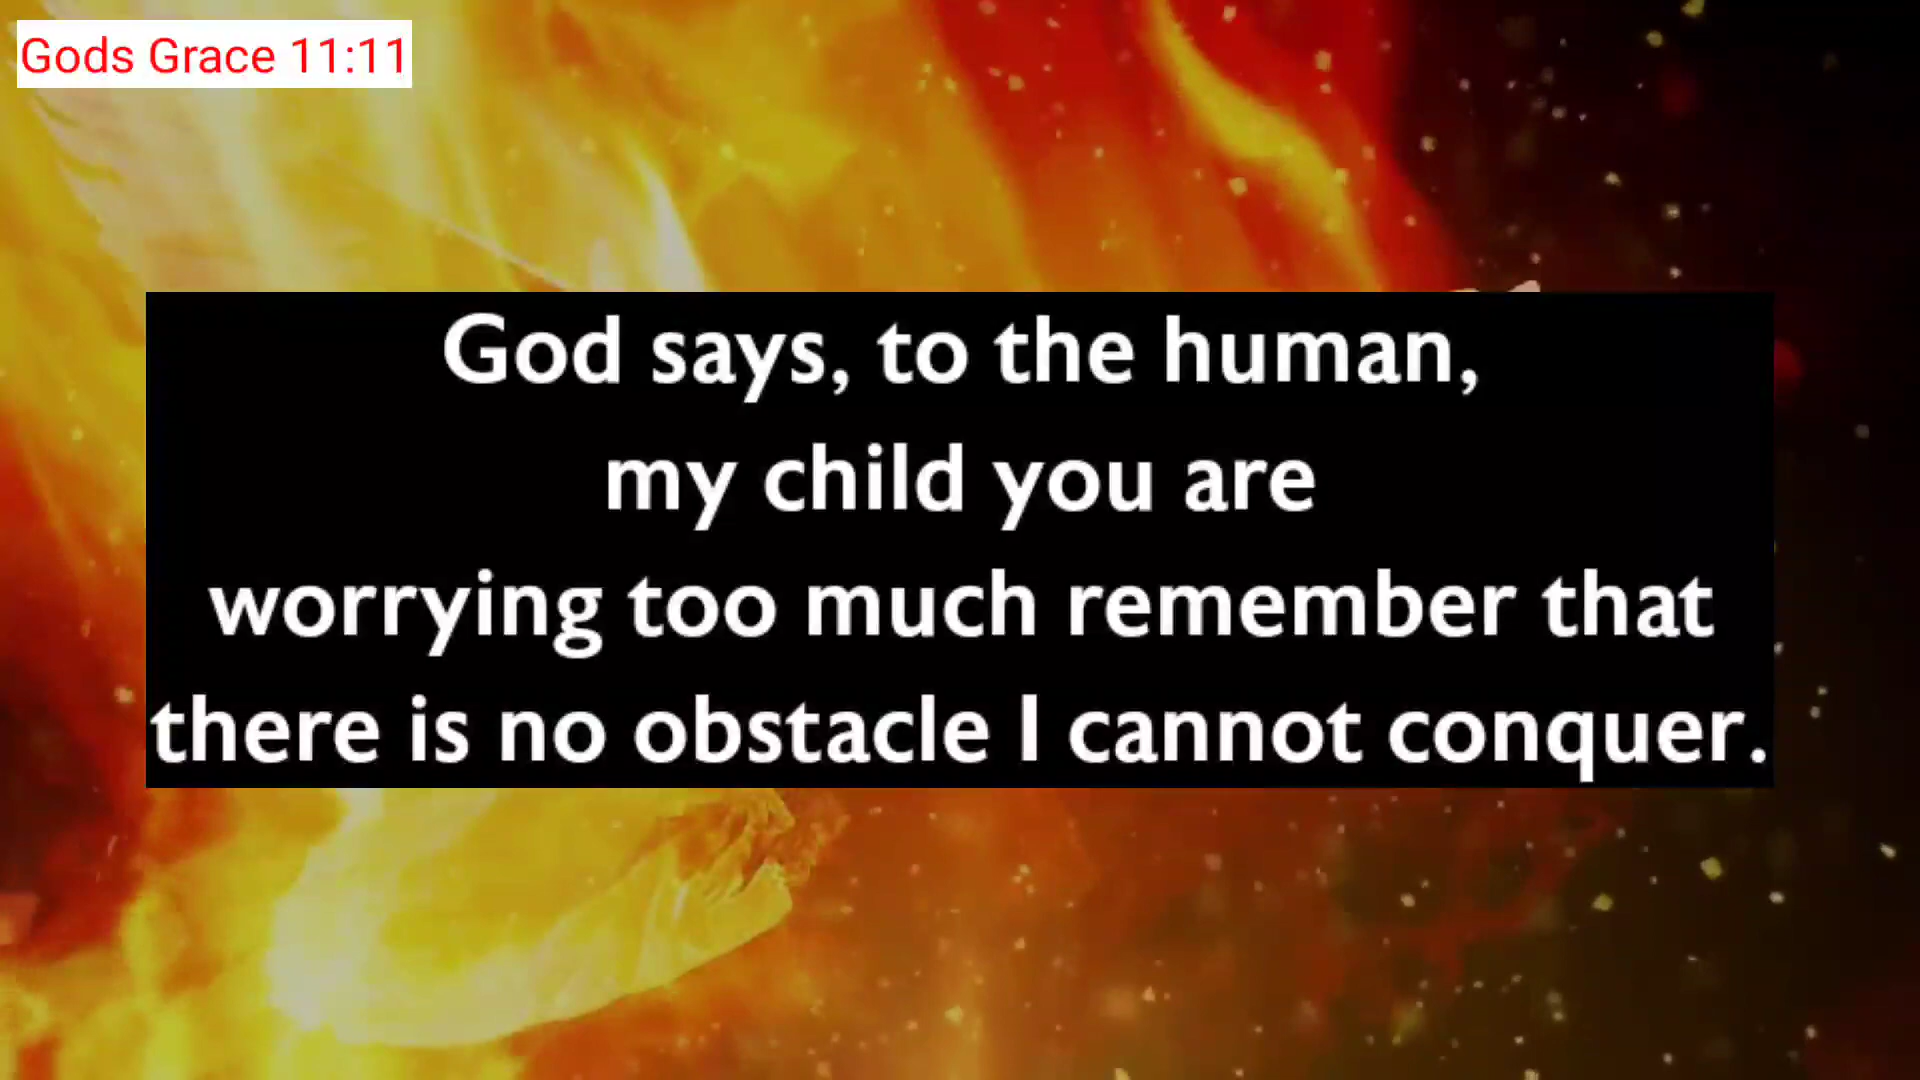 Gods Grace 11:11
God says, to the human,
my child you are
worrying too much remember that
there is no obstacle I cannot conquer.